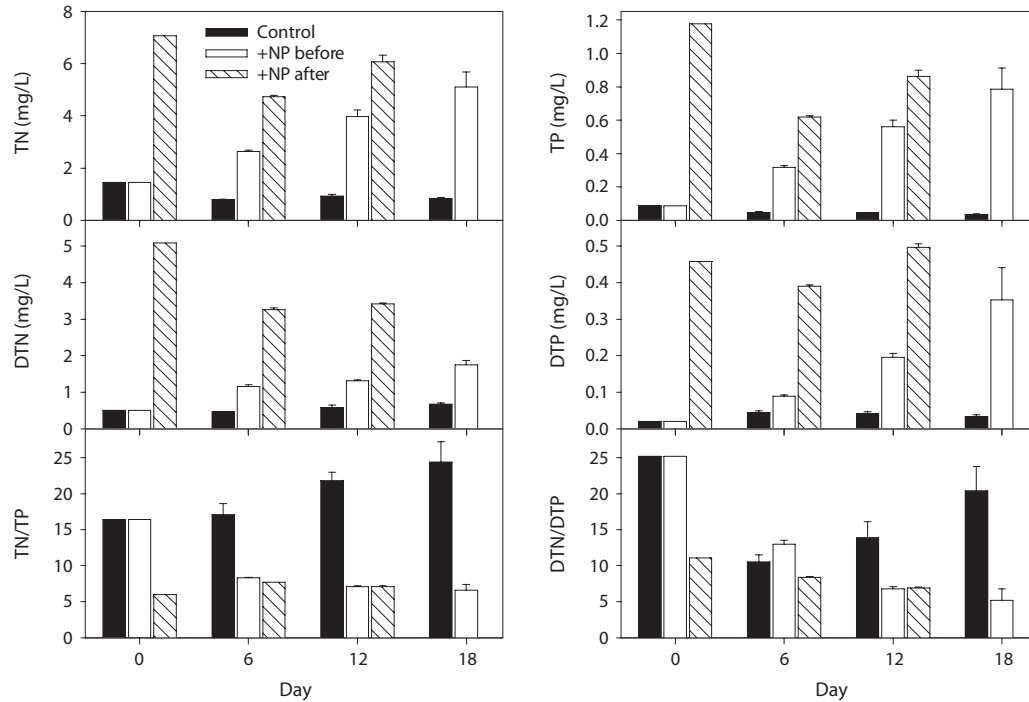 8
6
4
2
0
TN (mg/L)
Control
+NP before
+NP after
1.2
1.0
0.8
0.6
0.4
0.2
0.0
TP (mg/L)
5
4
3
2
1
0
DTN (mg/L)
0.5
0.4
0.3
0.2
0.1
0.0
DTP (mg/L)
25
20
15
10
5
0
TN/TP
0 6 12 18
Day
25
20
15
10
5
0
DTN/DTP
0 6 12 18
Day